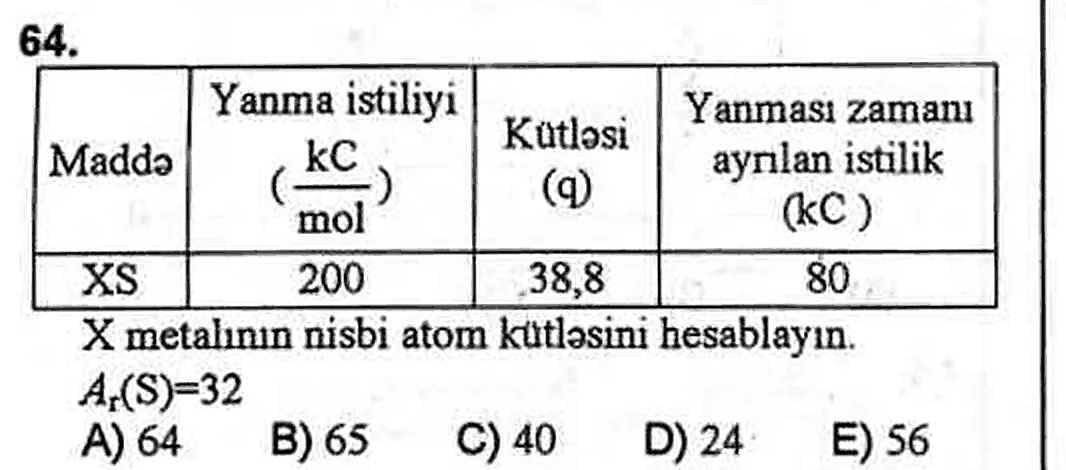 64.
Maddə
Yanma istiliyi
(kC/mol)
Kütləsi
(q)
Yanması zamanı
ayrılan istilik
(kC )
XS 200 38,8 80
X metalının nisbi atom kütləsini hesablayın.
Ar(S)=32
A) 64 B) 65 C) 40 D) 24 E) 56